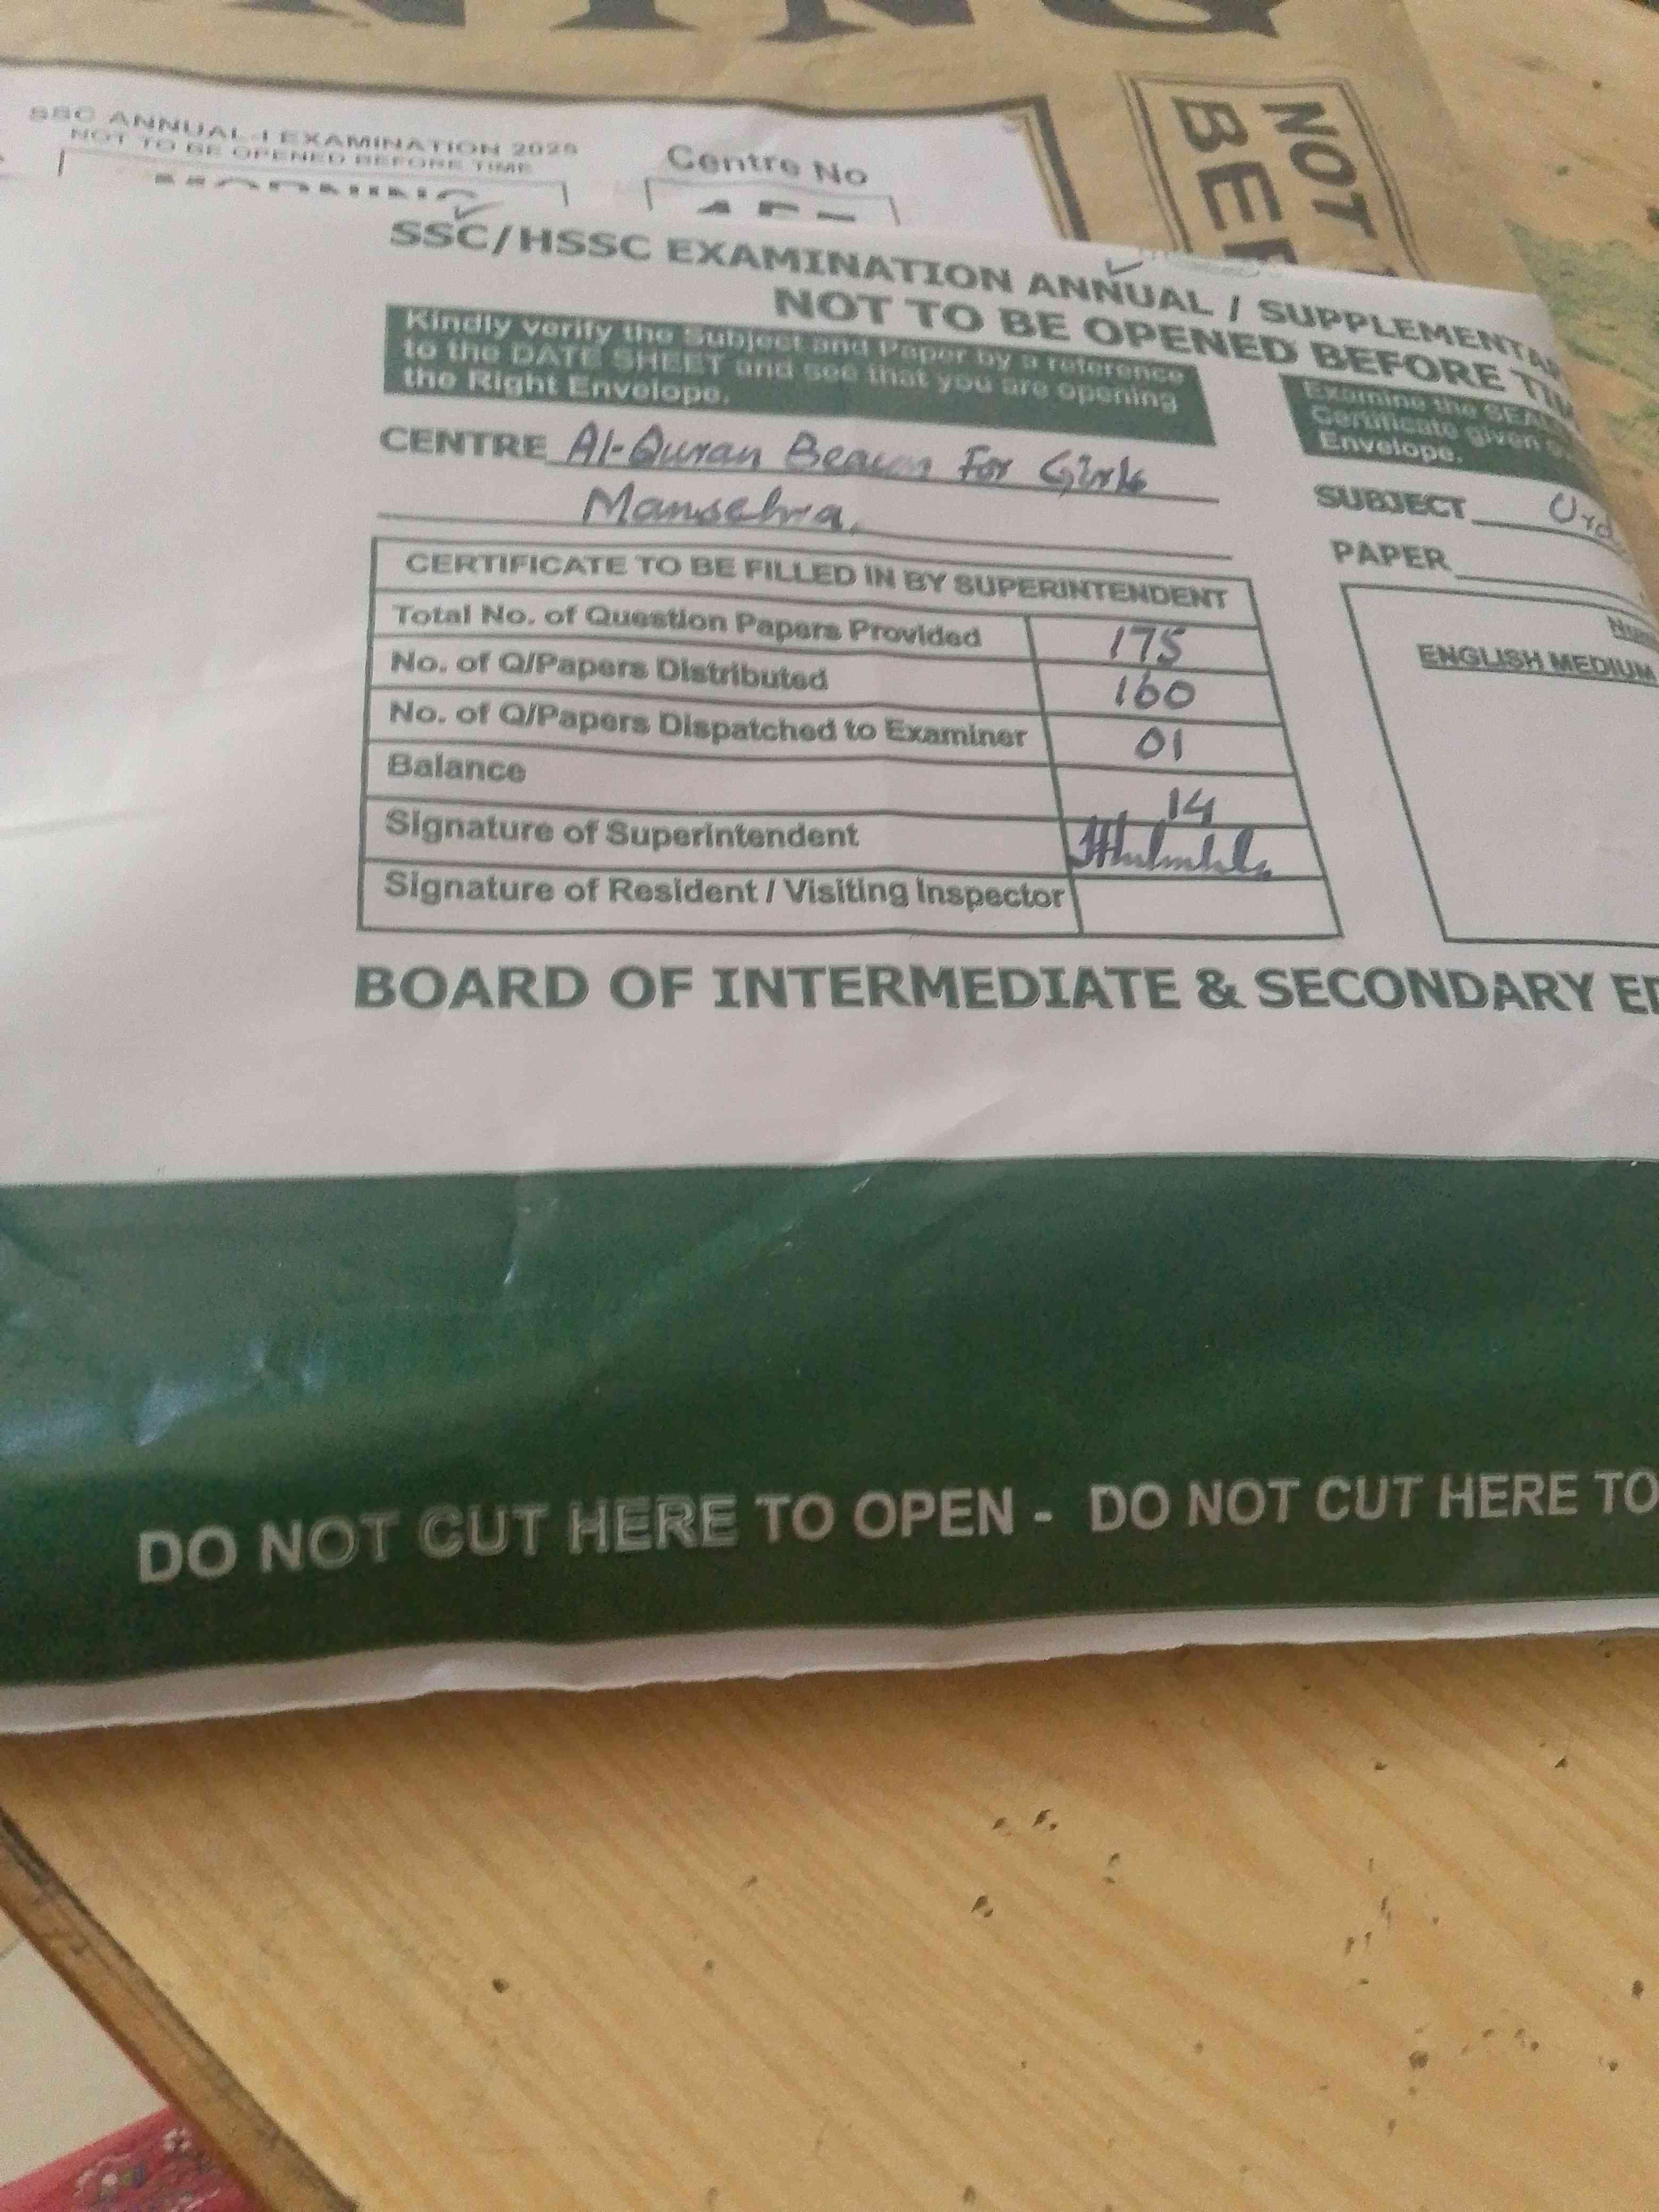 NOT
BE
SSC ANNUAL-I EXAMINATION 2025
NOT TO BE OPENED BEFORE TIME
MORNING
Centre No
SSC/HSSC EXAMINATION ANNUAL / SUPPLEMENTA
NOT TO BE OPENED BEFORE TI
Kindly verify the Subject and Paper by a reference
to the DATE SHEET and see that you are opening
the Right Envelope.
Examine the SEA
Certificate given
Envelope.
CENTRE Al-Quran Beacon For Girls
Mansehra.
SUBJECT Urd
PAPER
ENGLISH MEDIUM
CERTIFICATE TO BE FILLED IN BY SUPERINTENDENT
Total No. of Question Papers Provided 175
No. of Q/Papers Distributed 160
No. of Q/Papers Dispatched to Examiner 01
Balance 14
Signature of Superintendent
Signature of Resident / Visiting Inspector
BOARD OF INTERMEDIATE & SECONDARY ED
DO NOT CUT HERE TO OPEN - DO NOT CUT HERE TO